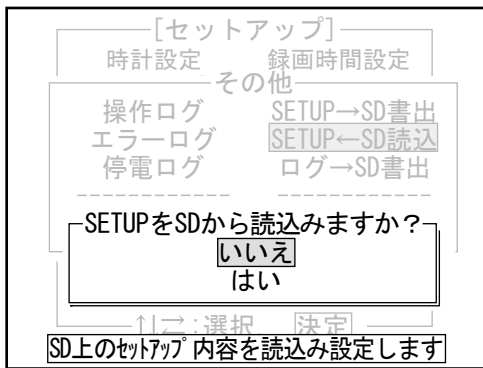 [セットアップ]
時計設定 録画時間設定
その他
操作ログ SETUP→SD書出
エラーログ SETUP←SD読込
停電ログ ログ→SD書出
------------ ------------
SETUPをSDから読込みますか?
いいえ
はい
↑↓⇄:選択 決定
SD上のｾｯﾄｱｯﾌﾟ内容を読込み設定します